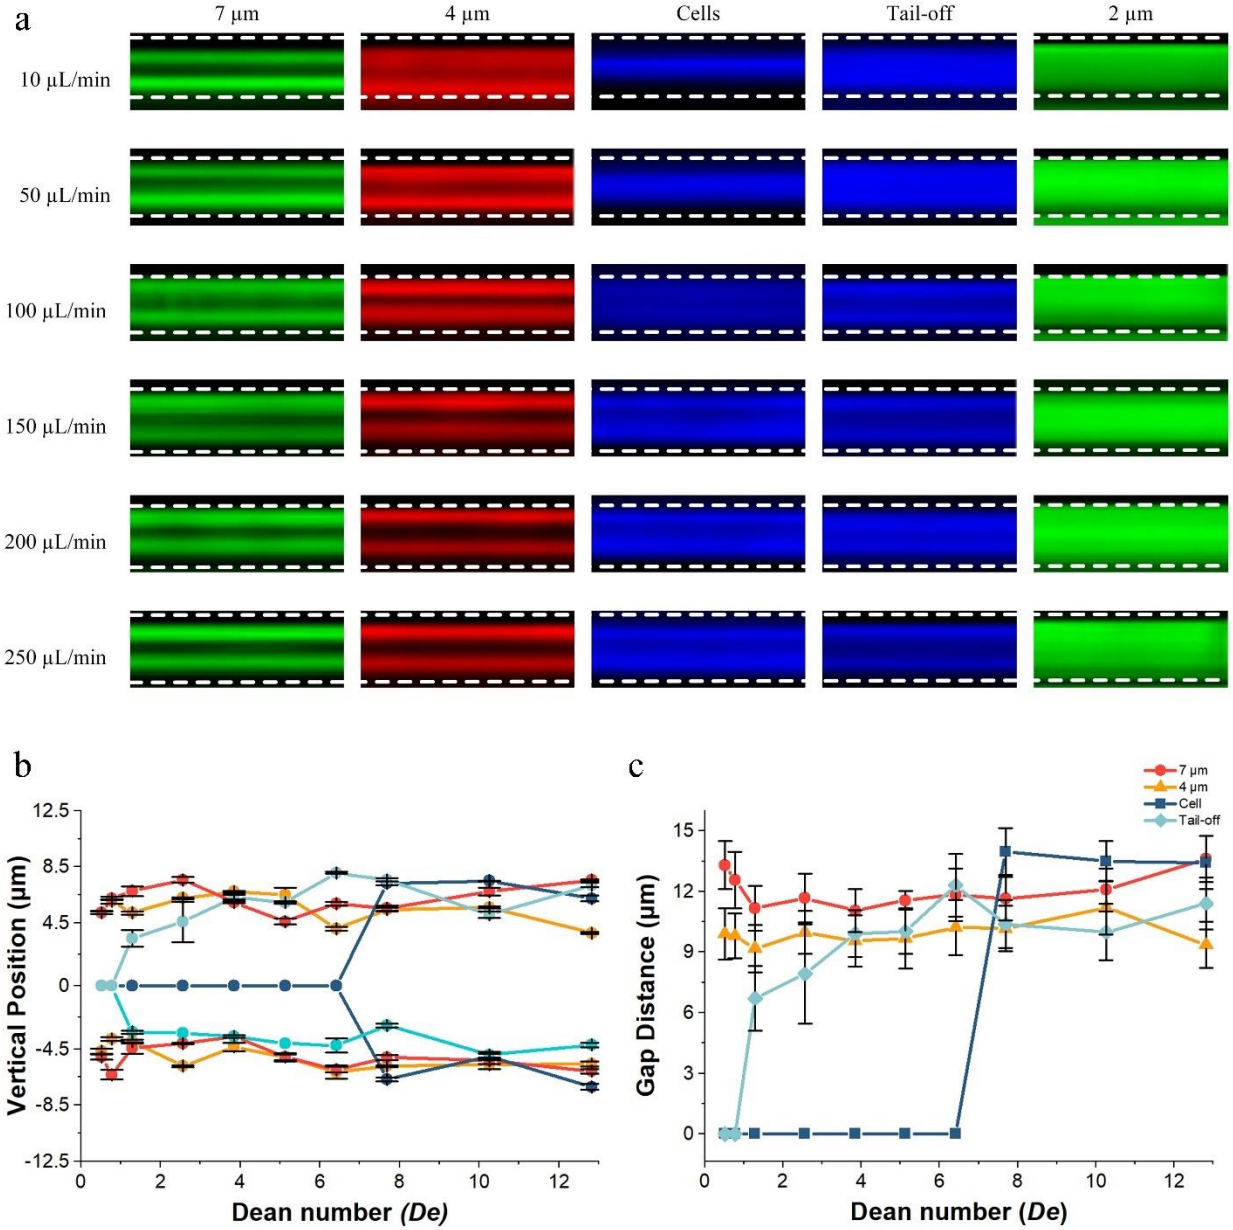 a
7 µm 4 µm Cells Tail-off 2 µm
10 µL/min
50 µL/min
100 µL/min
150 µL/min
200 µL/min
250 µL/min
b
12.5
8.5
4.5
0
-4.5
-8.5
-12.5
Vertical Position (µm)
0 2 4 6 8 10 12
Dean number (De)
c
7 µm
4 µm
Cell
Tail-off
15
12
9
6
3
0
Gap Distance (µm)
0 2 4 6 8 10 12
Dean number (De)